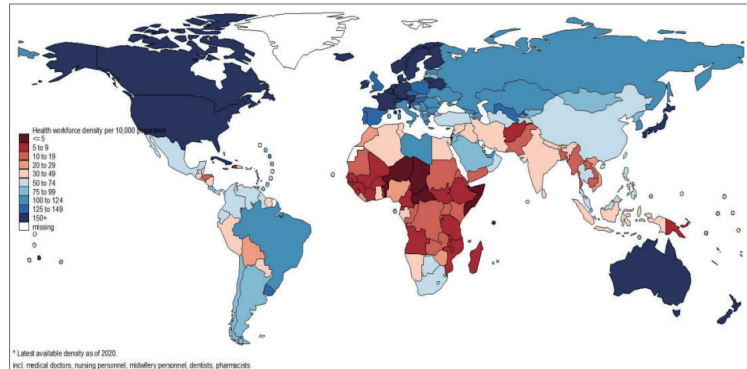 Health workforce density per 10,000 population
<= 5
5 to 9
10 to 19
20 to 29
30 to 49
50 to 74
75 to 99
100 to 124
125 to 149
150+
missing
* Latest available density as of 2020.
incl. medical doctors, nursing personnel, midwifery personnel, dentists, pharmacists